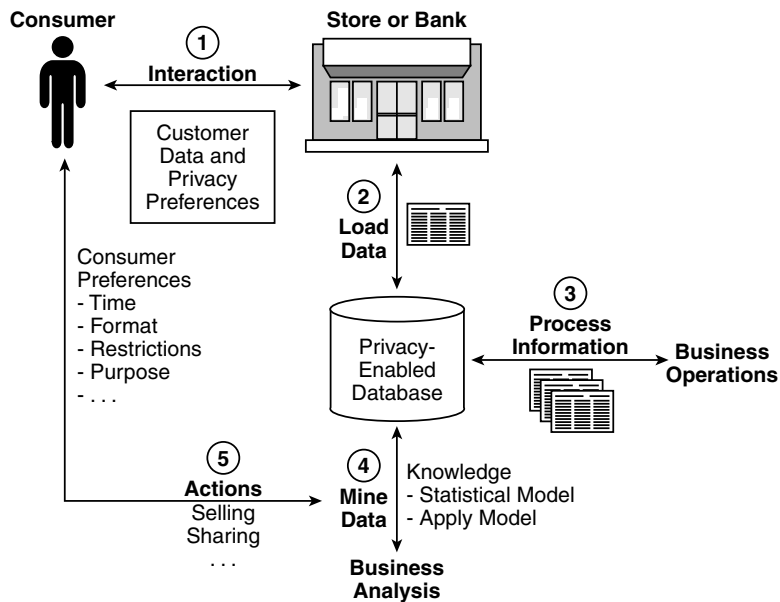 Consumer
Store or Bank
1
Interaction
Customer
Data and
Privacy
Preferences
2
Load
Data
Consumer
Preferences
- Time
- Format
- Restrictions
- Purpose
- . . .
Privacy-
Enabled
Database
3
Process
Information
Business
Operations
4
Mine
Data
Knowledge
- Statistical Model
- Apply Model
5
Actions
Selling
Sharing
. . .
Business
Analysis